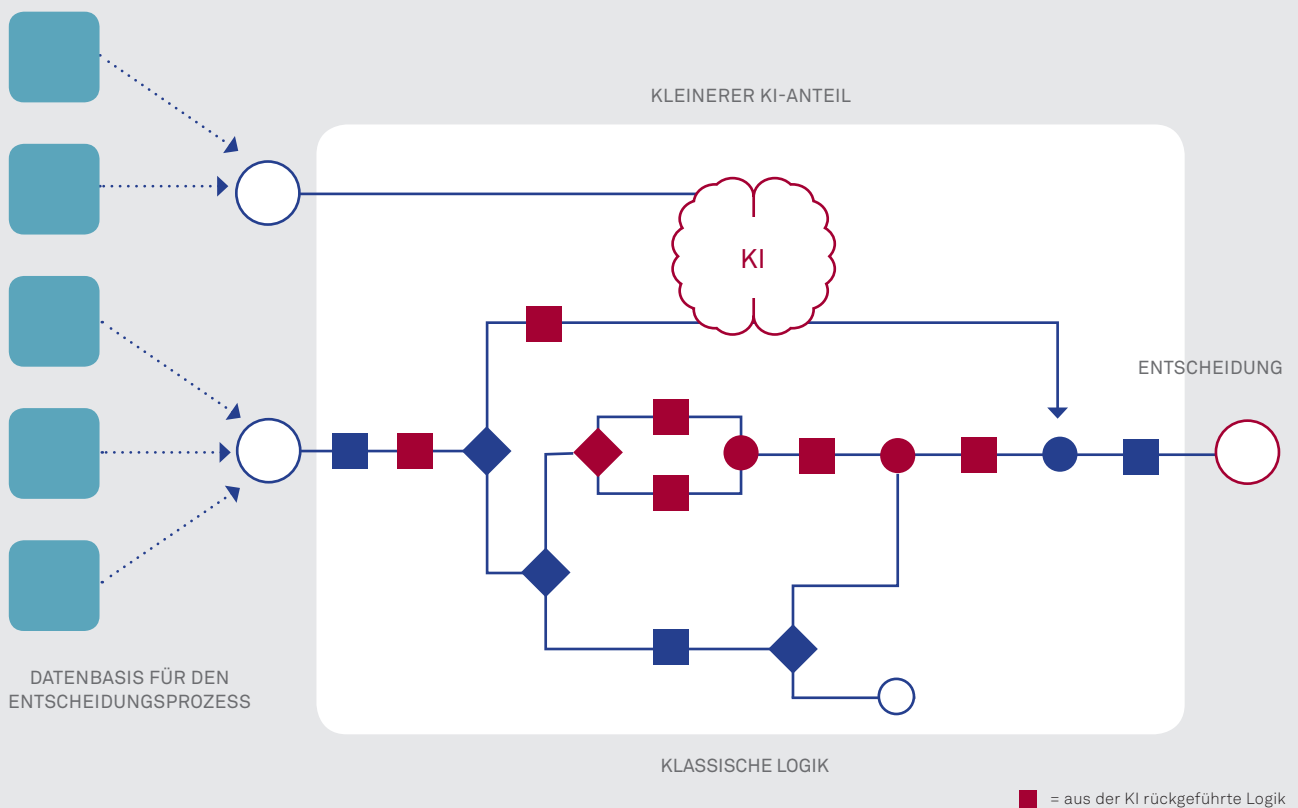 KLEINERER KI-ANTEIL
KI
ENTSCHEIDUNG
DATENBASIS FÜR DEN
ENTSCHEIDUNGSPROZESS
KLASSISCHE LOGIK
= aus der KI rückgeführte Logik